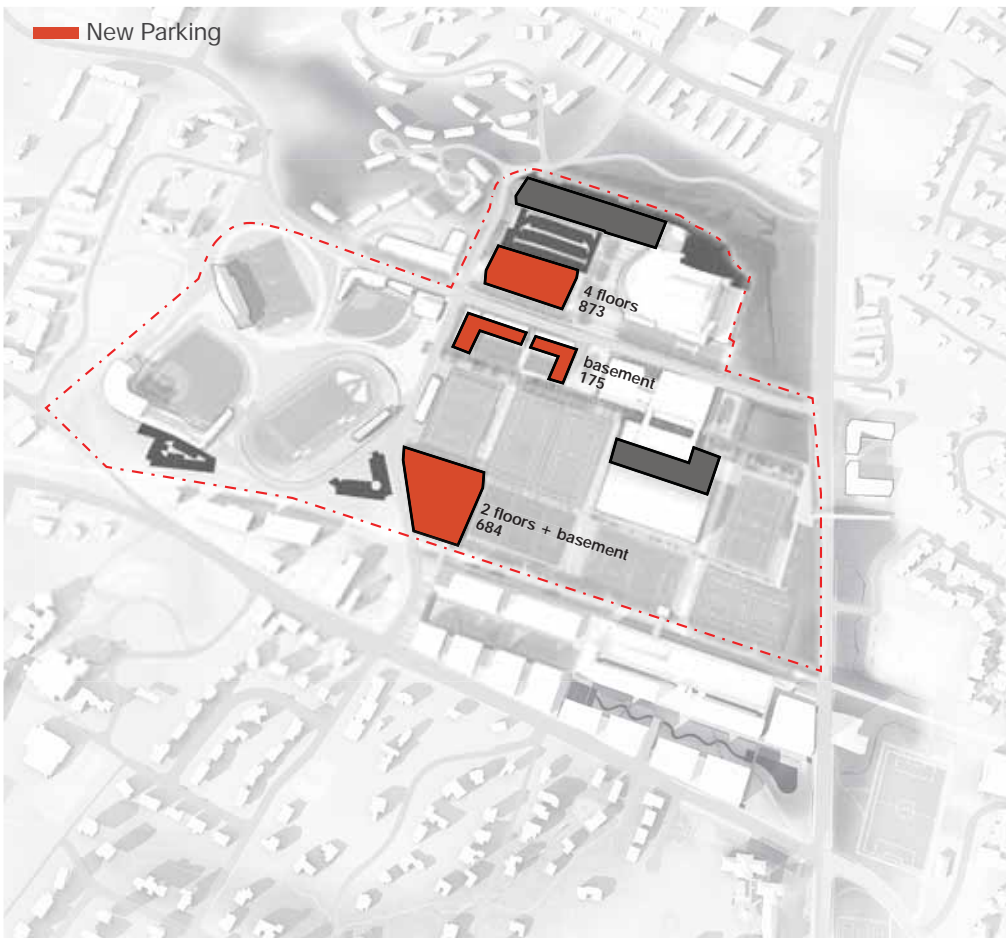 New Parking
4 floors
873
basement
175
2 floors + basement
684